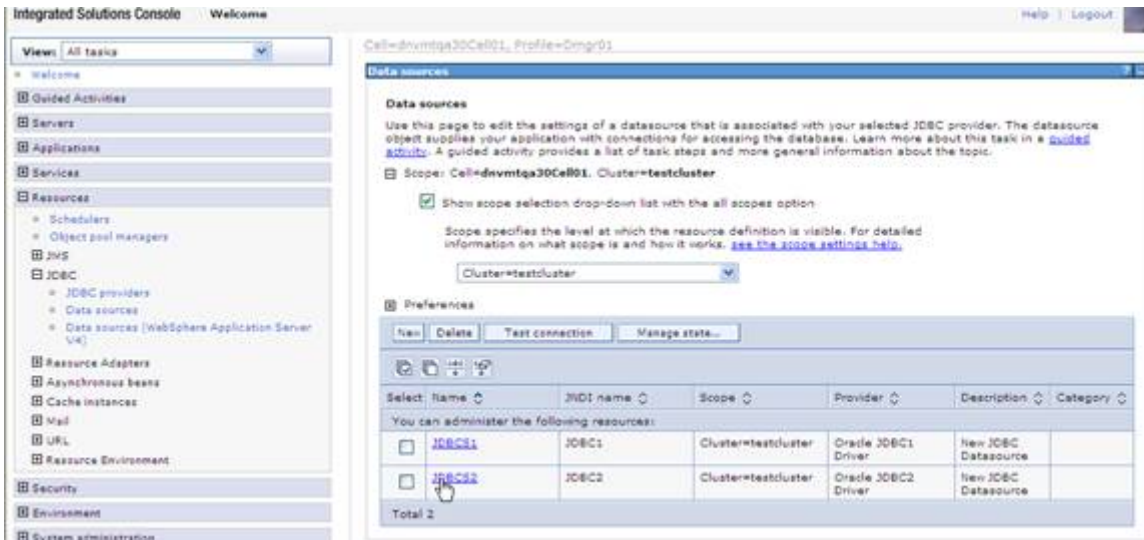 Integrated Solutions Console Welcome Help | Logout
View: All tasks
Welcome
Guided Activities
Servers
Applications
Services
Resources
Schedulers
Object pool managers
JMS
JDBC
JDBC providers
Data sources
Data sources (WebSphere Application Server
V4)
Resource Adapters
Asynchronous beans
Cache instances
Mail
URL
Resource Environment
Security
Environment
System administration
Cell=dnvmtqa30Cell01, Profile=Dmgr01
Data sources ? -
Data sources
Use this page to edit the settings of a datasource that is associated with your selected JDBC provider. The datasource
object supplies your application with connections for accessing the database. Learn more about this task in a guided
activity. A guided activity provides a list of task steps and more general information about the topic.
Scope: Cell=dnvmtqa30Cell01, Cluster=testcluster
Show scope selection drop-down list with the all scopes option
Scope specifies the level at which the resource definition is visible. For detailed
information on what scope is and how it works, see the scope settings help.
Cluster=testcluster
Preferences
New Delete Test connection Manage state...
Select Name JNDI name Scope Provider Description Category
You can administer the following resources:
JDBCS1 JDBC1 Cluster=testcluster Oracle JDBC1 New JDBC
Driver Datasource
JDBCS2 JDBC2 Cluster=testcluster Oracle JDBC2 New JDBC
Driver Datasource
Total 2